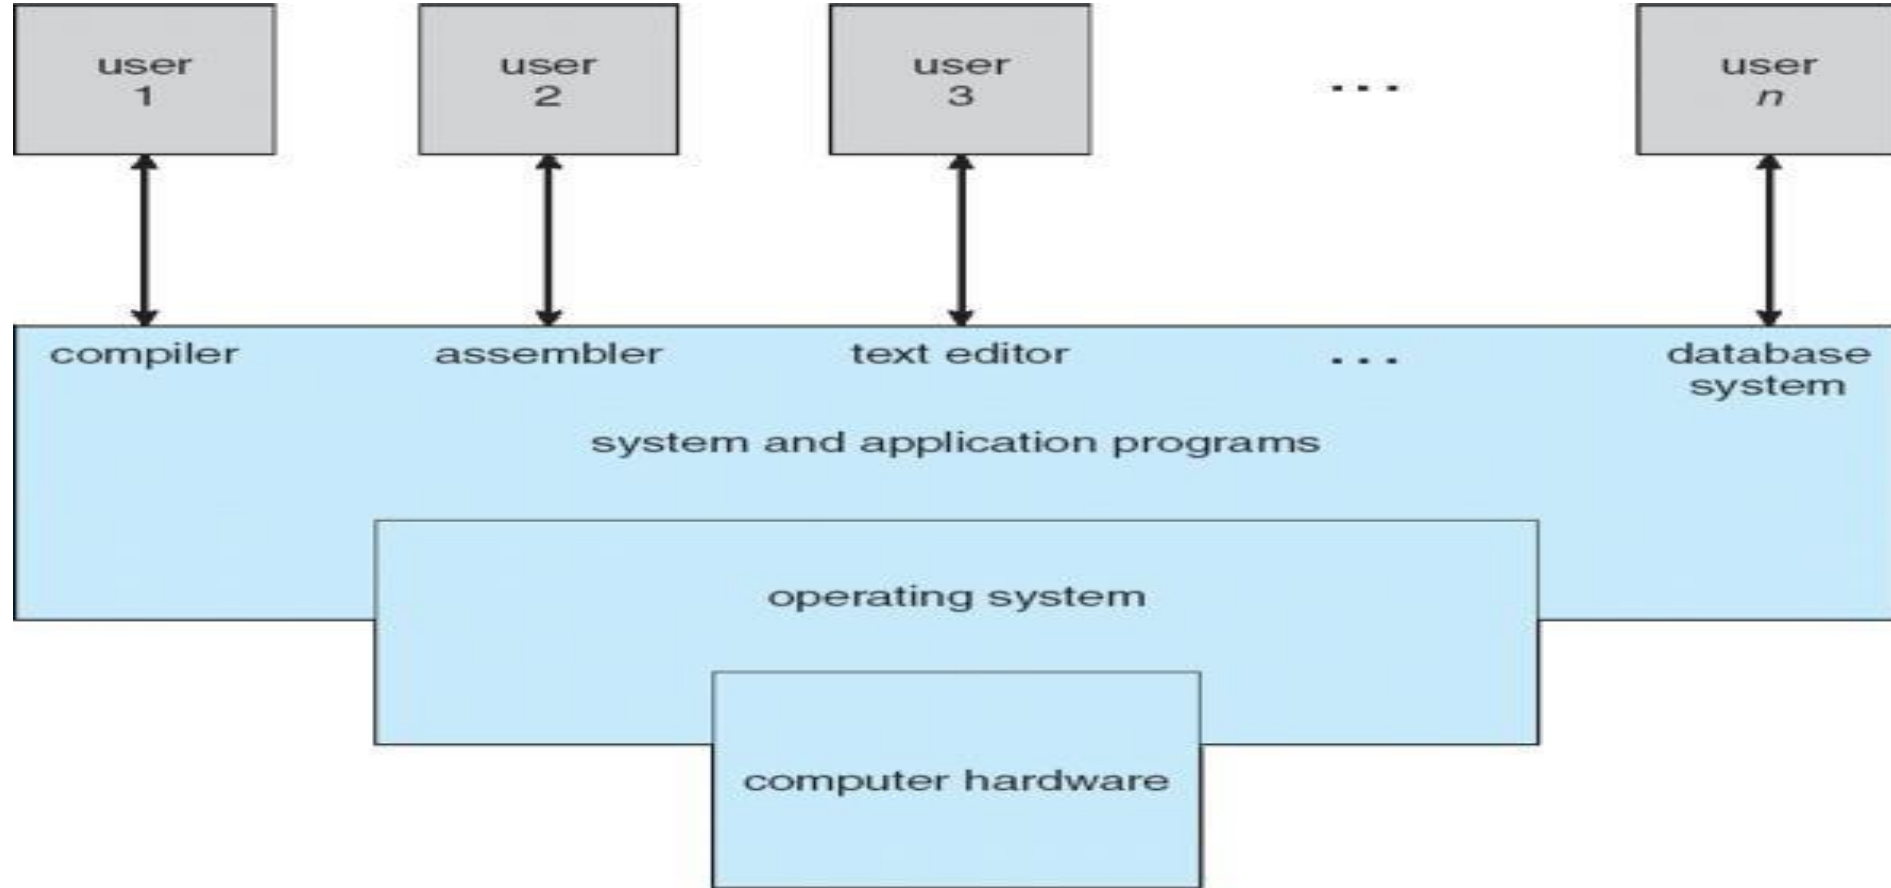 user
1
user
2
user
3
...
user
n
compiler
assembler
text editor
...
database
system
system and application programs
operating system
computer hardware